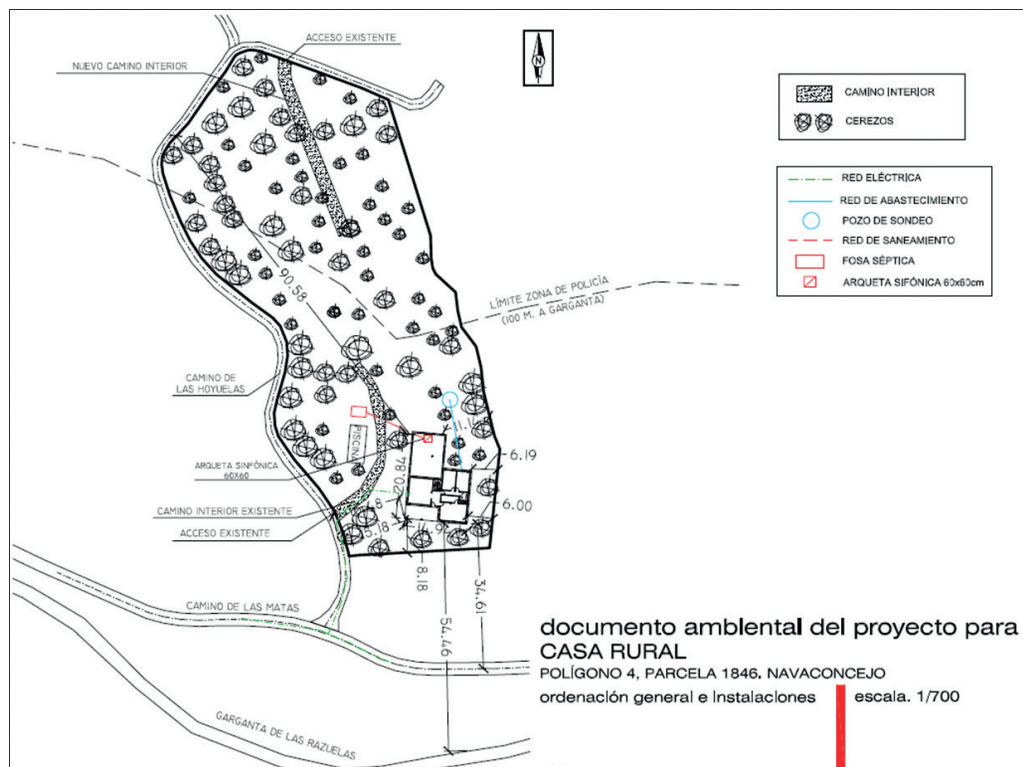 ACCESO EXISTENTE
NUEVO CAMINO INTERIOR
N
CAMINO INTERIOR
CEREZOS
RED ELÉCTRICA
RED DE ABASTECIMIENTO
POZO DE SONDEO
RED DE SANEAMIENTO
FOSA SÉPTICA
ARQUETA SIFÓNICA 60x60cm
90.58
LÍMITE ZONA DE POLICÍA
(100 M. A GARGANTA)
CAMINO DE
LAS HOYUELAS
PISCINA
ARQUETA SINFÓNICA
60X60
20.84
6.19
6.00
CAMINO INTERIOR EXISTENTE
ACCESO EXISTENTE
5.18
8.18
34.61
54.46
CAMINO DE LAS MATAS
GARGANTA DE LAS RAZUELAS
documento ambiental del proyecto para
CASA RURAL
POLÍGONO 4, PARCELA 1846. NAVACONCEJO
ordenación general e instalaciones
escala. 1/700